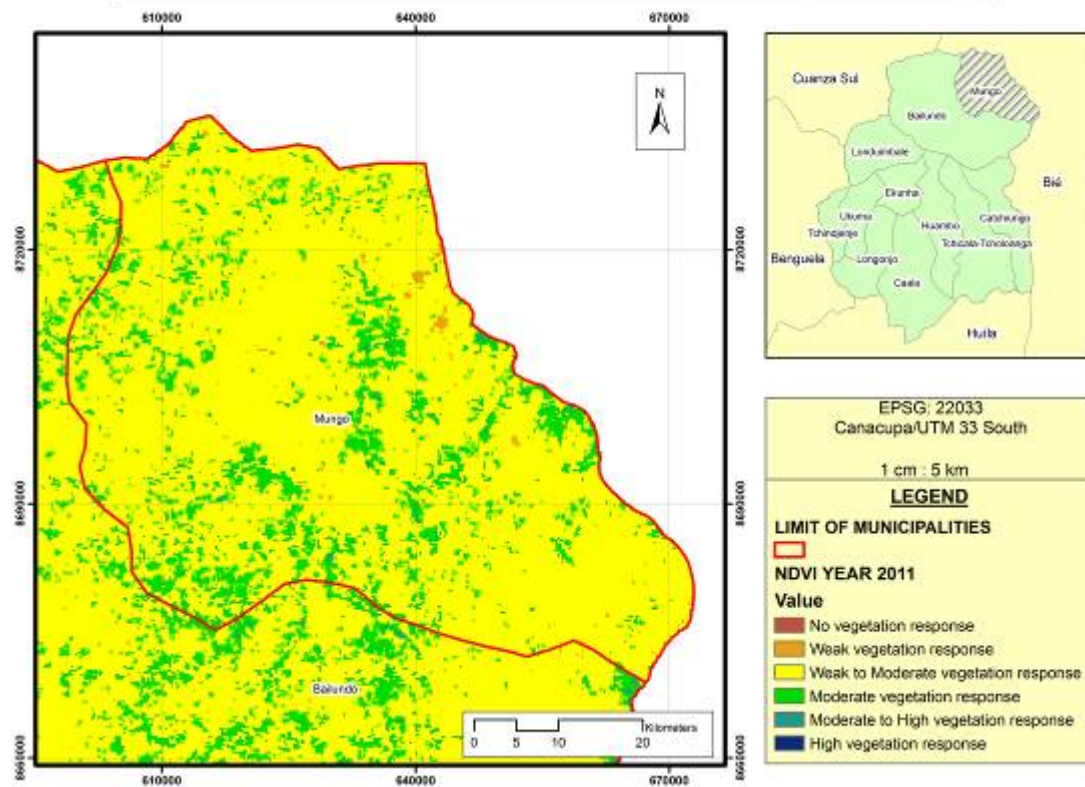 610000
640000
670000
8720000
8690000
8660000
N
Mungo
Bailundo
0 5 10 20
Kilometers
8720000
8690000
8660000
610000
640000
670000
Cuanza Sul
Mungo
Bailundo
Londuimbale
Bié
Ekunha
Ukuma
Tchindjenje
Huambo
Catchiungo
Tchicala-Tcholoanga
Benguela
Longonjo
Caala
Huila
EPSG: 22033
Canacupa/UTM 33 South
1 cm : 5 km
LEGEND
LIMIT OF MUNICIPALITIES
NDVI YEAR 2011
Value
No vegetation response
Weak vegetation response
Weak to Moderate vegetation response
Moderate vegetation response
Moderate to High vegetation response
High vegetation response